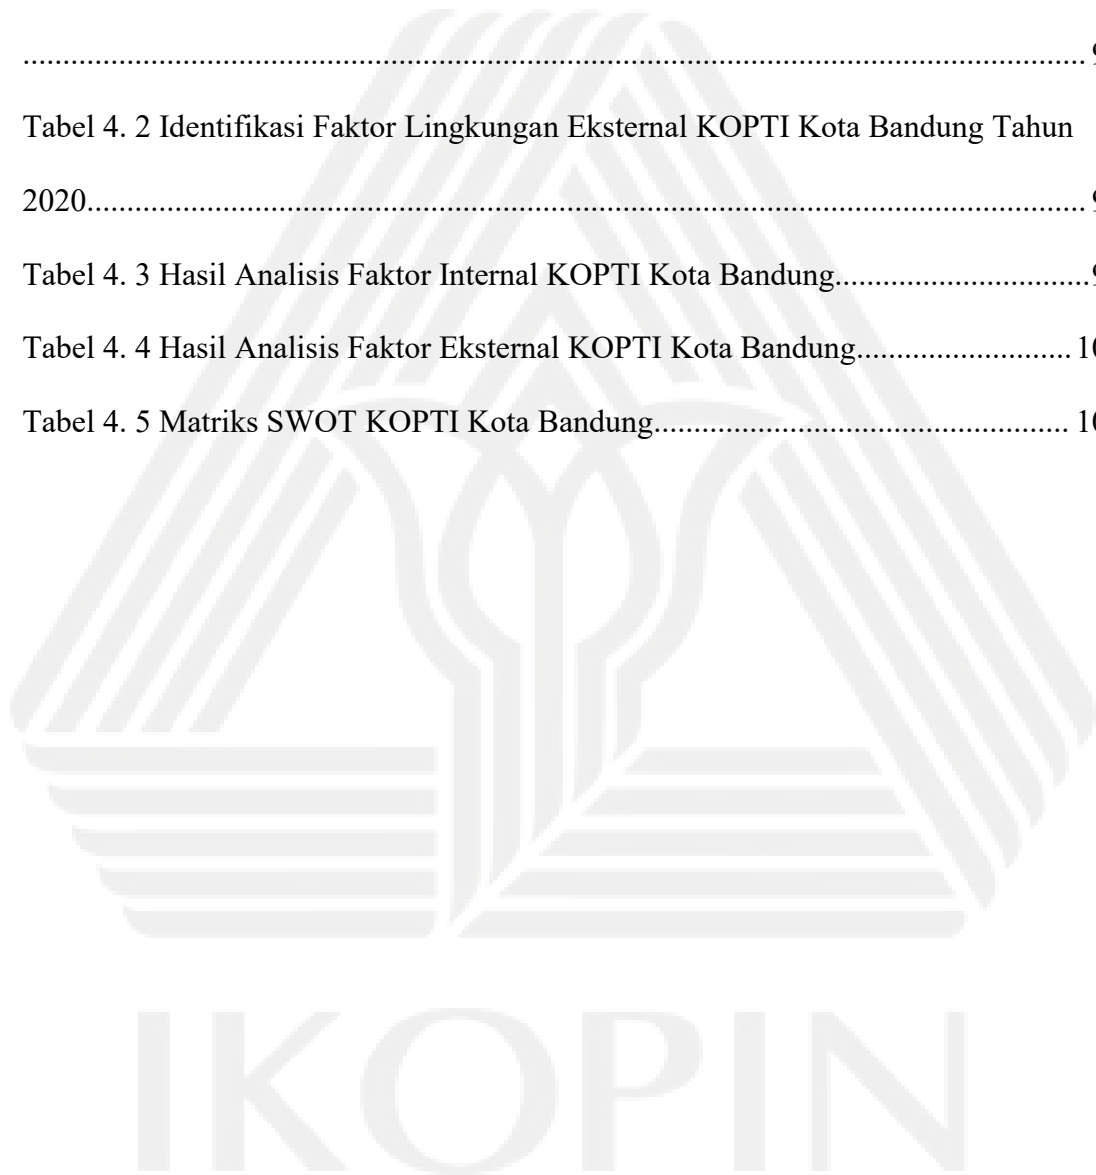 ..........................................................................................................................................
Tabel 4. 2 Identifikasi Faktor Lingkungan Eksternal KOPTI Kota Bandung Tahun
2020..................................................................................................................................
Tabel 4. 3 Hasil Analisis Faktor Internal KOPTI Kota Bandung................................
Tabel 4. 4 Hasil Analisis Faktor Eksternal KOPTI Kota Bandung...........................
Tabel 4. 5 Matriks SWOT KOPTI Kota Bandung....................................................
IKOPIN